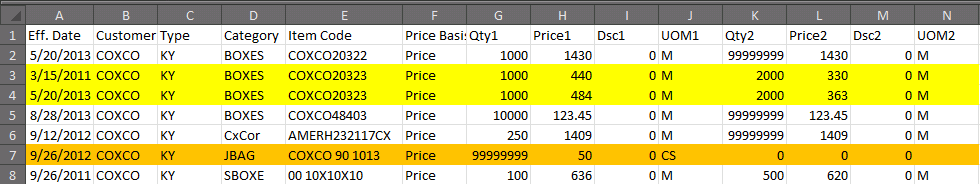 A B C D E F G H I J K L M N
1 Eff. Date Customer Type Category Item Code Price Basi Qty1 Price1 Dsc1 UOM1 Qty2 Price2 Dsc2 UOM2
2 5/20/2013 COXCO KY BOXES COXCO20322 Price 1000 1430 0 M 99999999 1430 0 M
3 3/15/2011 COXCO KY BOXES COXCO20323 Price 1000 440 0 M 2000 330 0 M
4 5/20/2013 COXCO KY BOXES COXCO20323 Price 1000 484 0 M 2000 363 0 M
5 8/28/2013 COXCO KY BOXES COXCO48403 Price 10000 123.45 0 M 99999999 123.45 0 M
6 9/12/2012 COXCO KY CxCor AMERH232117CX Price 250 1409 0 M 99999999 1409 0 M
7 9/26/2012 COXCO KY JBAG COXCO 90 1013 Price 99999999 50 0 CS 0 0 0
8 9/26/2011 COXCO KY SBOXE 00 10X10X10 Price 100 636 0 M 500 620 0 M